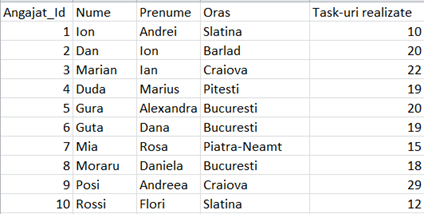 Angajat_Id Nume Prenume Oras Task-uri realizate
1 Ion Andrei Slatina 10
2 Dan Ion Barlad 20
3 Marian Ian Craiova 22
4 Duda Marius Pitesti 19
5 Gura Alexandra Bucuresti 20
6 Guta Dana Bucuresti 19
7 Mia Rosa Piatra-Neamt 15
8 Moraru Daniela Bucuresti 18
9 Posi Andreea Craiova 29
10 Rossi Flori Slatina 12